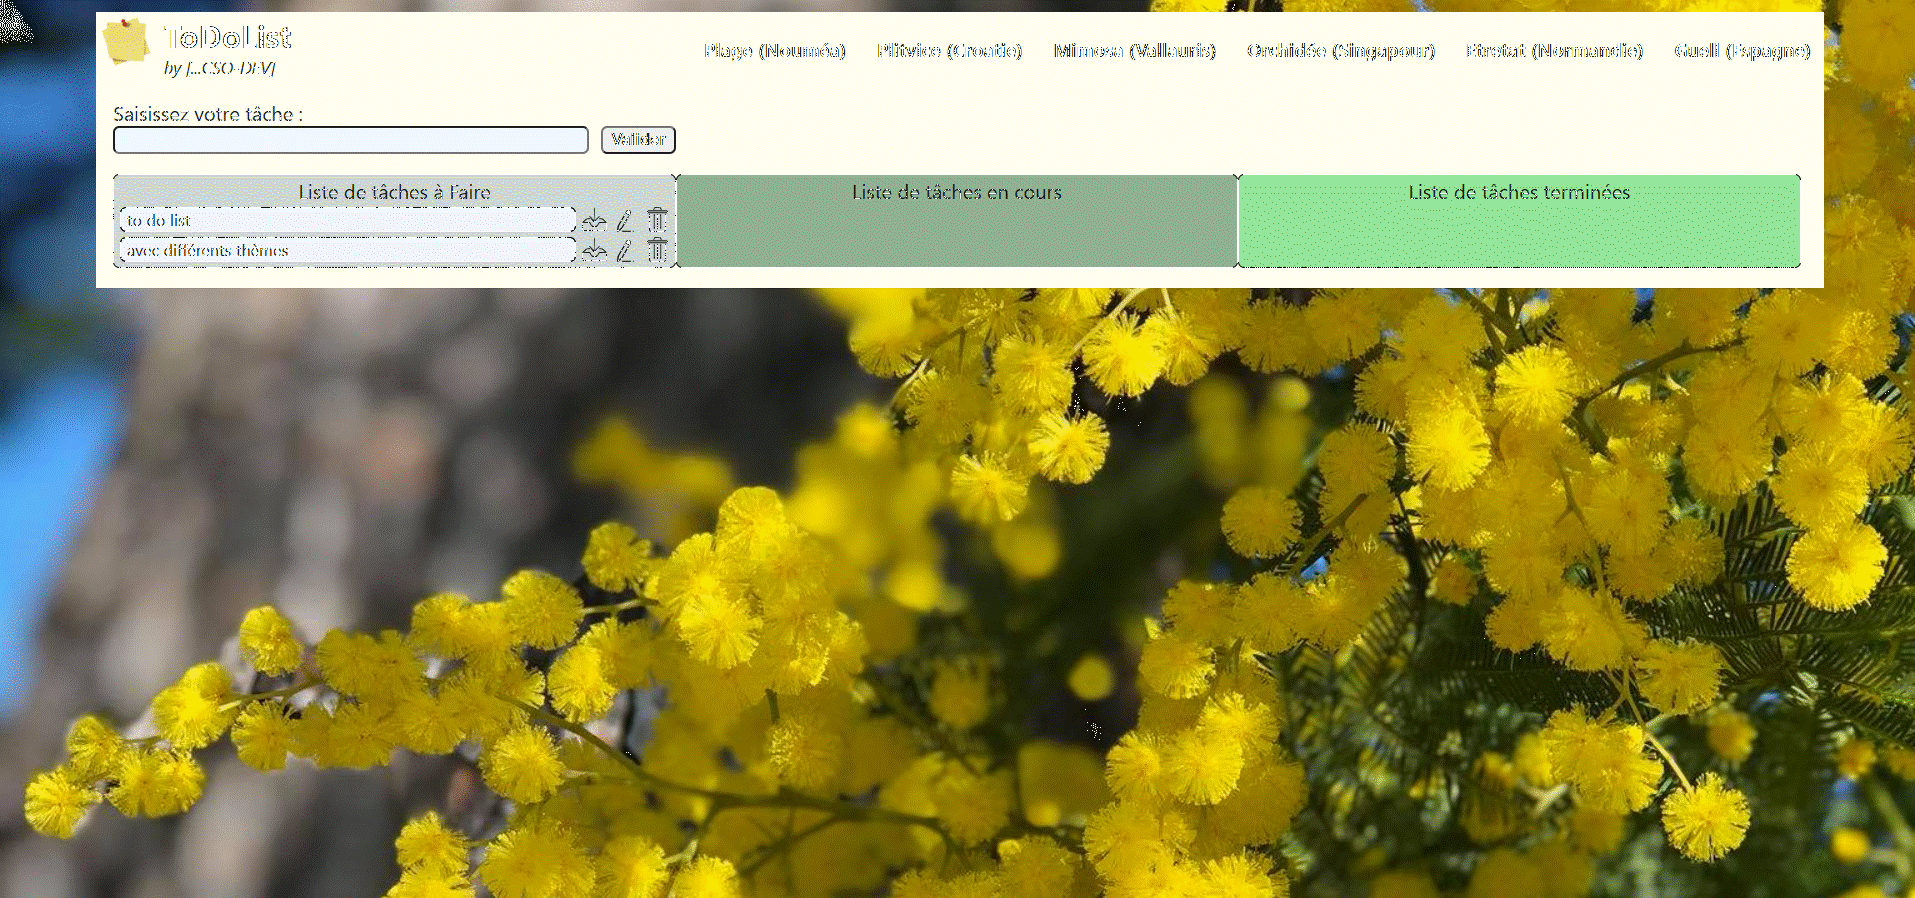 ToDoList
by [...CSO-DEV]
Plage (Nouméa) Plitvice (Croatie) Mimosa (Vallauris) Orchidée (Singapour) Etretat (Normandie) Guell (Espagne)
Saisissez votre tâche :
Valider
Liste de tâches à Faire
to do list
avec différents thèmes
Liste de tâches en cours
Liste de tâches terminées